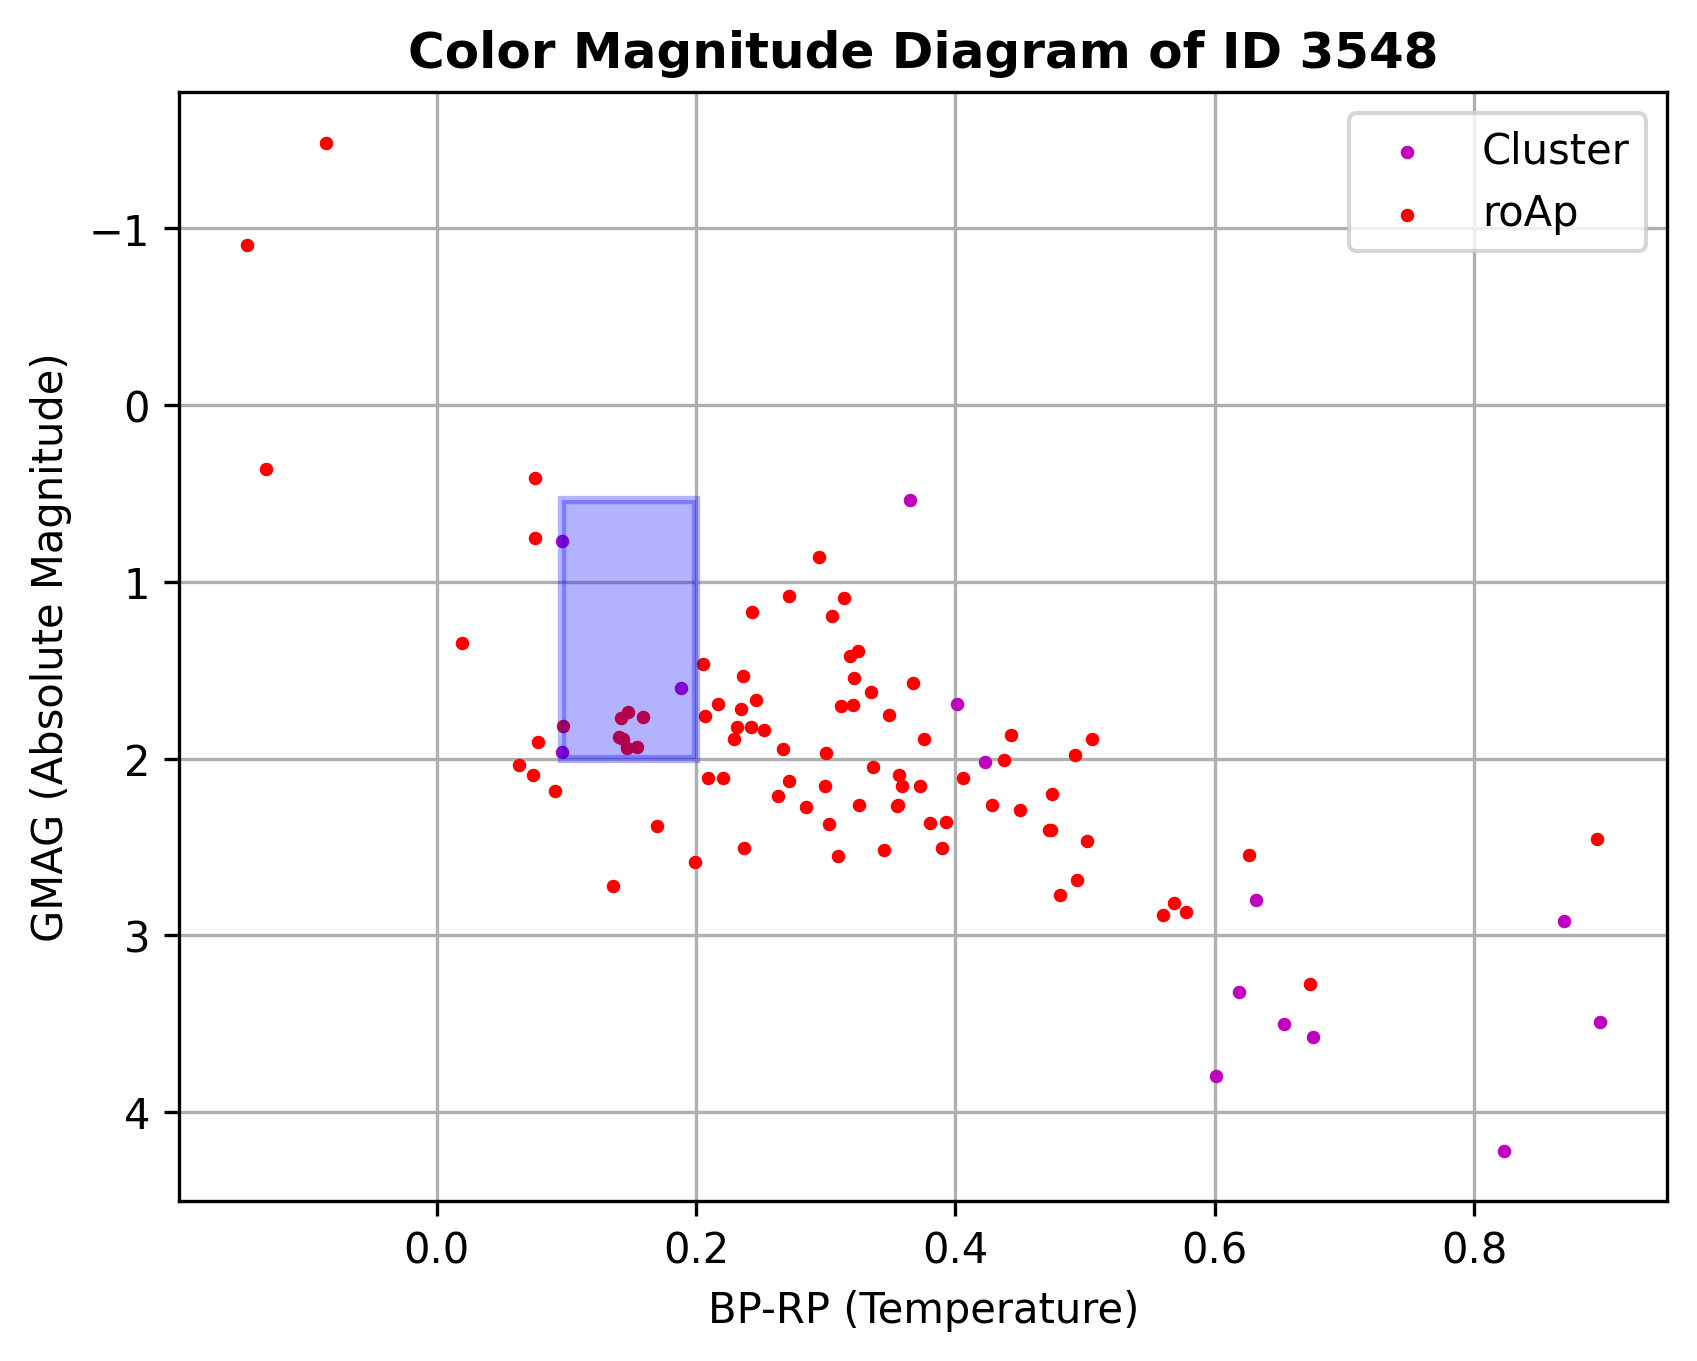 Color Magnitude Diagram of ID 3548
Cluster
roAp
−1
0
1
2
3
4
GMAG (Absolute Magnitude)
0.0 0.2 0.4 0.6 0.8
BP-RP (Temperature)